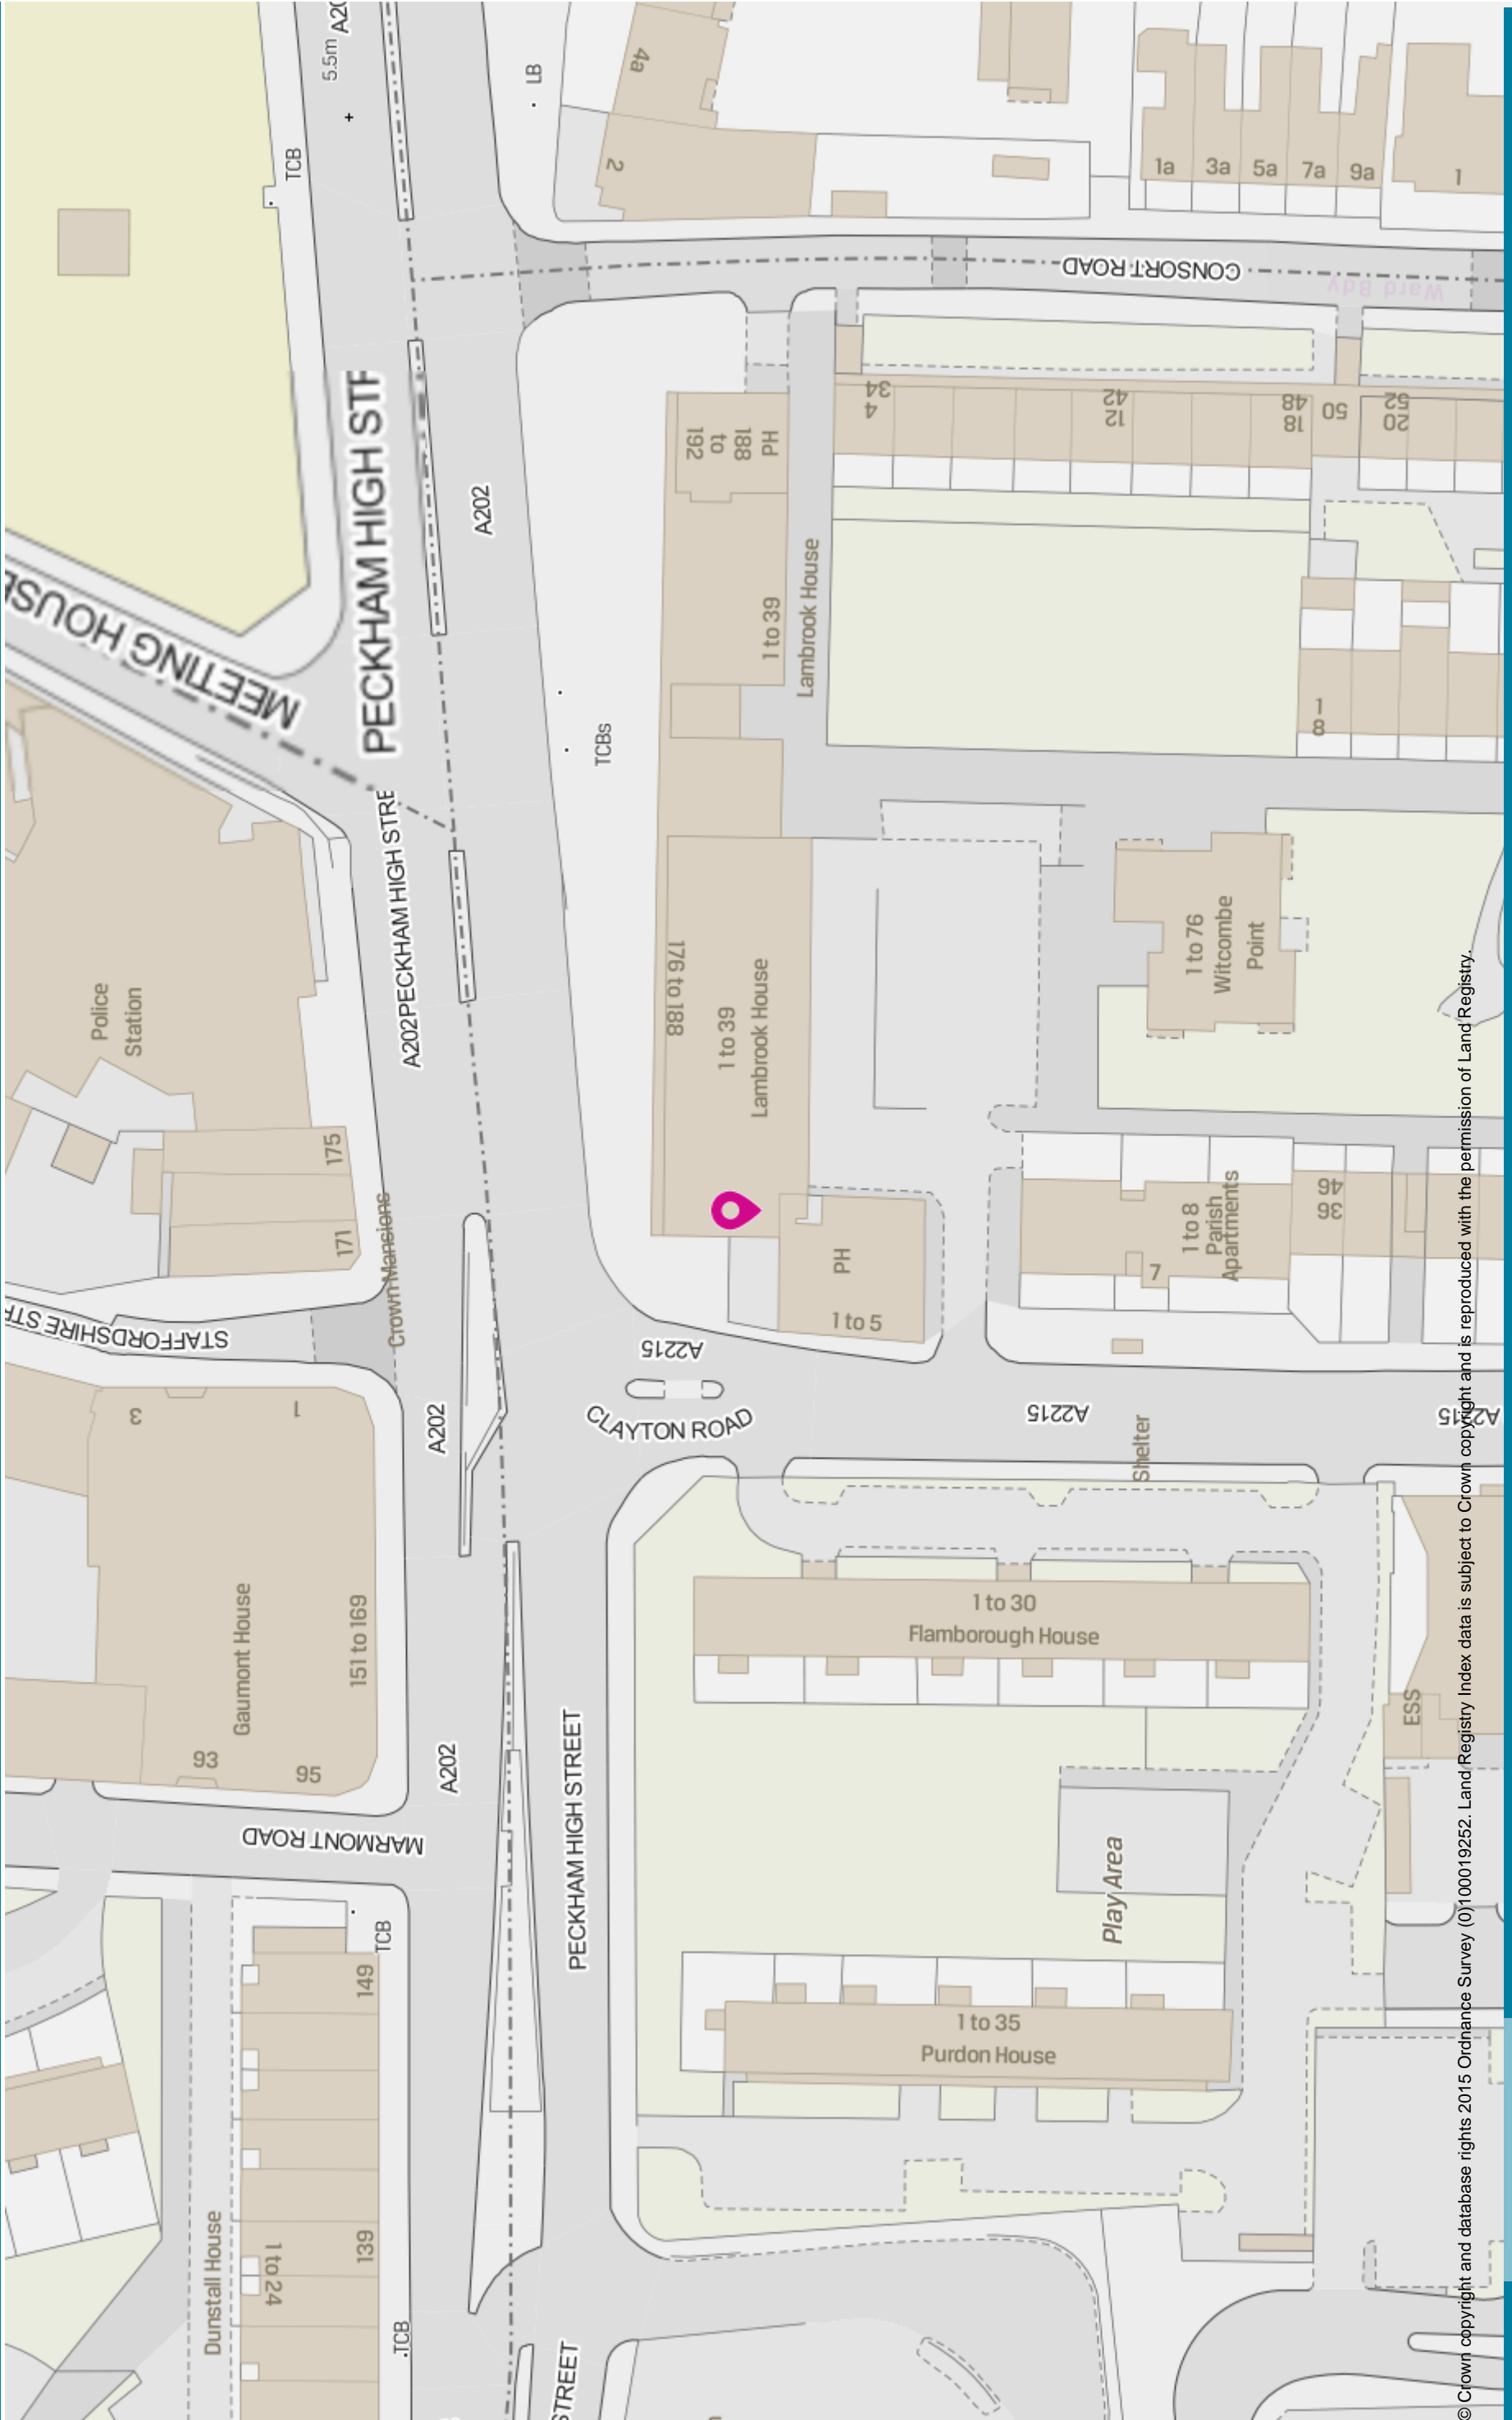 A20
5.5m
+
TCB
LB
4a
2
1a
3a
5a
7a
9a
1
CONSORT ROAD
Ward Bdy
PECKHAM HIGH STR
A202
188
to
192
PH
34
4
42
12
48
18
50
52
20
1 to 39
Lambrook House
MEETING HOUSE
TCBs
1
8
PECKHAM HIGH STRE
A202
Police
Station
176 to 188
1 to 39
Lambrook House
1 to 76
Witcombe
Point
175
171
Crown Mansions
STAFFORDSHIRE STR
PH
1 to 5
1 to 8
Parish
Apartments
7
46
36
A2215
CLAYTON ROAD
A2215
A2215
Shelter
3
1
A202
Gaumont House
151 to 169
93
95
1 to 30
Flamborough House
ESS
A202
MARMONT ROAD
PECKHAM HIGH STREET
Play Area
TCB
149
1 to 35
Purdon House
Dunstall House
1 to 24
139
TCB
STREET
© Crown copyright and database rights 2015 Ordnance Survey (0)100019252. Land Registry Index data is subject to Crown copyright and is reproduced with the permission of Land Registry.